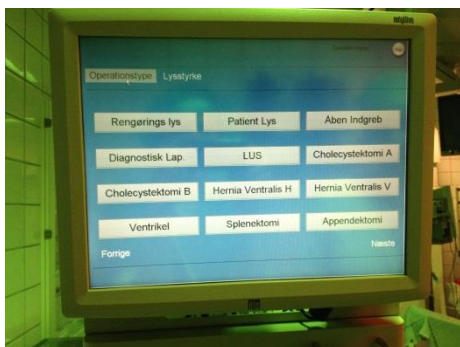 Operationstype Lysstyrke
Rengørings lys Patient Lys Åben Indgreb
Diagnostisk Lap. LUS Cholecystektomi A
Cholecystektomi B Hernia Ventralis H Hernia Ventralis V
Ventrikel Splenektomi Appendektomi
Forrige Næste